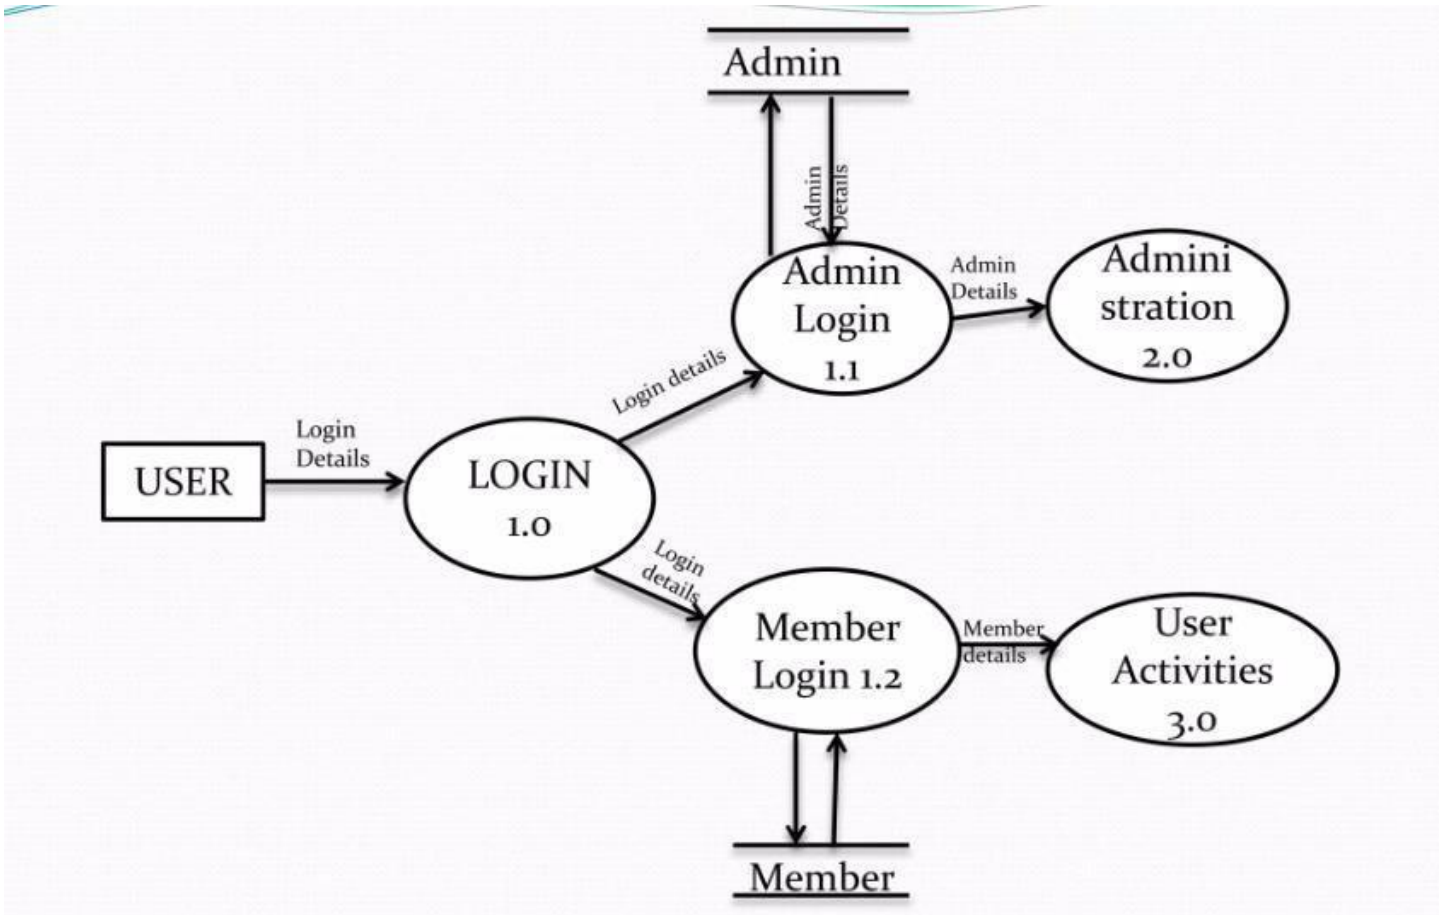 Admin
Admin
Details
Admin
Login
1.1
Admin
Details
Admini
stration
2.0
Login details
Login
Details
USER
LOGIN
1.0
Login
details
Member
Login 1.2
Member
details
User
Activities
3.0
Member